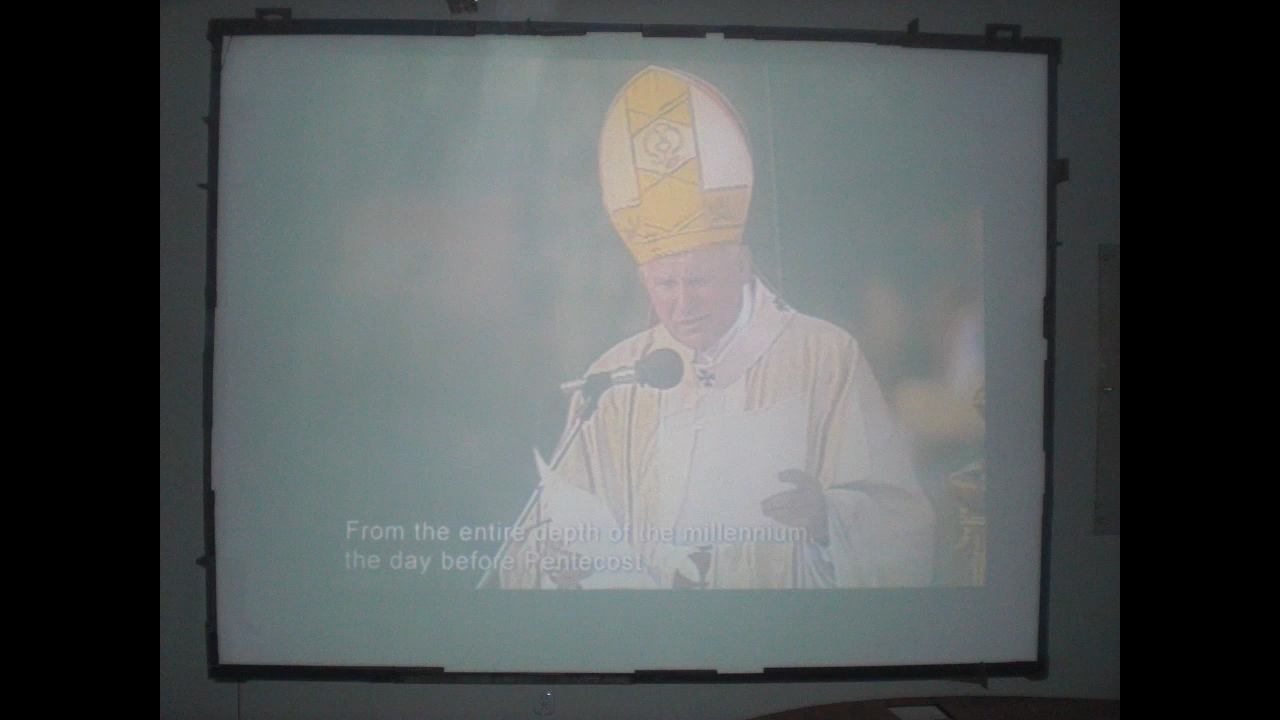 From the entire depth of the millennium,
the day before Pentecost